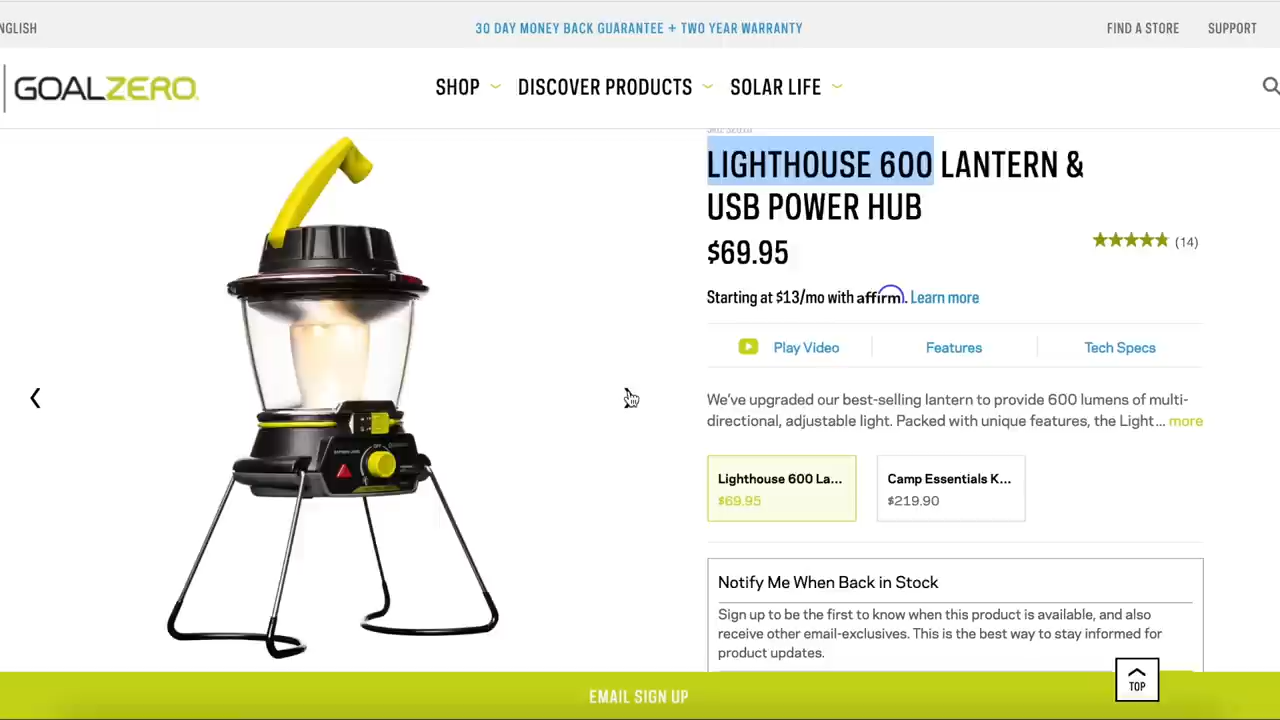 NGLISH
30 DAY MONEY BACK GUARANTEE + TWO YEAR WARRANTY
FIND A STORE
SUPPORT
GOALZERO.
SHOP
DISCOVER PRODUCTS
SOLAR LIFE
LIGHTHOUSE 600 LANTERN &
USB POWER HUB
$69.95
(14)
Starting at $13/mo with affirm. Learn more
Play Video
Features
Tech Specs
We've upgraded our best-selling lantern to provide 600 lumens of multi-
directional, adjustable light. Packed with unique features, the Light... more
Lighthouse 600 La...
$69.95
Camp Essentials K...
$219.90
OFF
Notify Me When Back in Stock
Sign up to be the first to know when this product is available, and also
receive other email-exclusives. This is the best way to stay informed for
product updates.
TOP
EMAIL SIGN UP